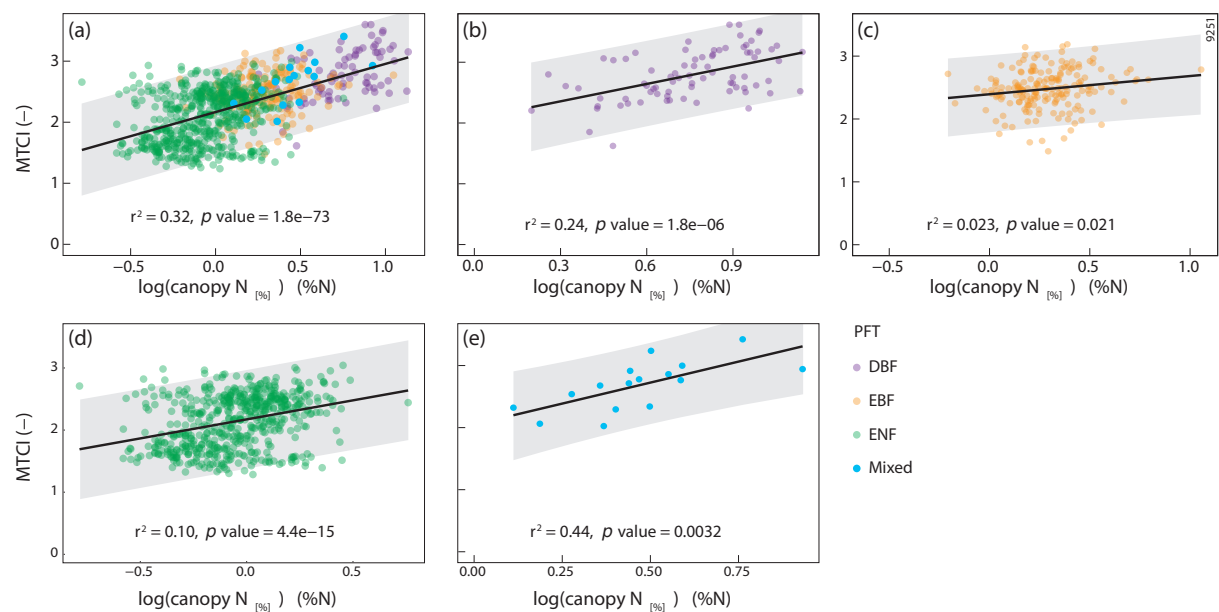 (a)
MTCI (−)
3
2
1
0
r² = 0.32, p value = 1.8e−73
−0.5 0.0 0.5 1.0
log(canopy N [%] ) (%N)
(b)
r² = 0.24, p value = 1.8e−06
0.0 0.3 0.6 0.9
log(canopy N [%] ) (%N)
(c)
9251
3
2
1
0
r² = 0.023, p value = 0.021
−0.5 0.0 0.5 1.0
log(canopy N [%] ) (%N)
(d)
MTCI (−)
3
2
1
0
r² = 0.10, p value = 4.4e−15
−0.5 0.0 0.5
log(canopy N [%] ) (%N)
(e)
r² = 0.44, p value = 0.0032
0.00 0.25 0.50 0.75
log(canopy N [%] ) (%N)
PFT
DBF
EBF
ENF
Mixed